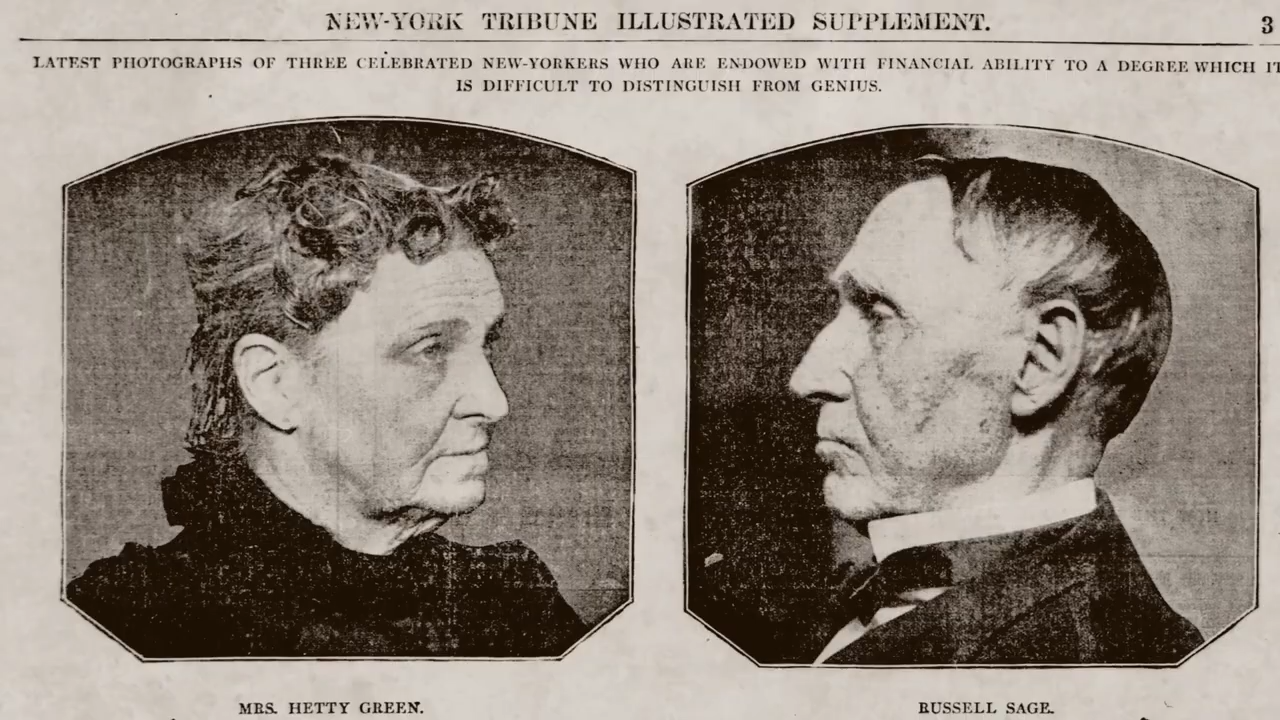 NEW-YORK TRIBUNE ILLUSTRATED SUPPLEMENT.
3
LATEST PHOTOGRAPHS OF THREE CELEBRATED NEW-YORKERS WHO ARE ENDOWED WITH FINANCIAL ABILITY TO A DEGREE WHICH IT
IS DIFFICULT TO DISTINGUISH FROM GENIUS.
MRS. HETTY GREEN.
RUSSELL SAGE.